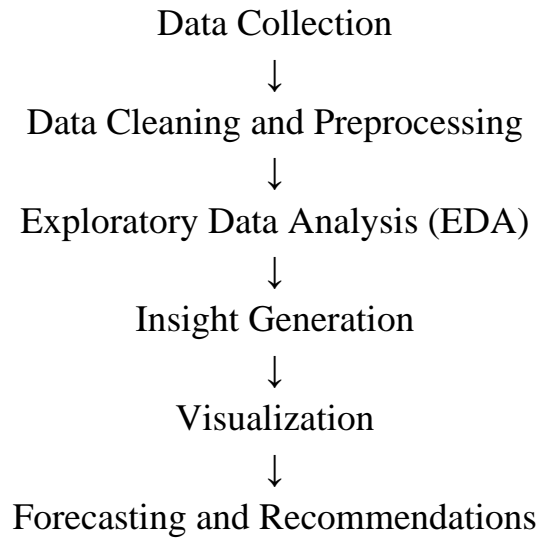 Data Collection
↓
Data Cleaning and Preprocessing
↓
Exploratory Data Analysis (EDA)
↓
Insight Generation
↓
Visualization
↓
Forecasting and Recommendations